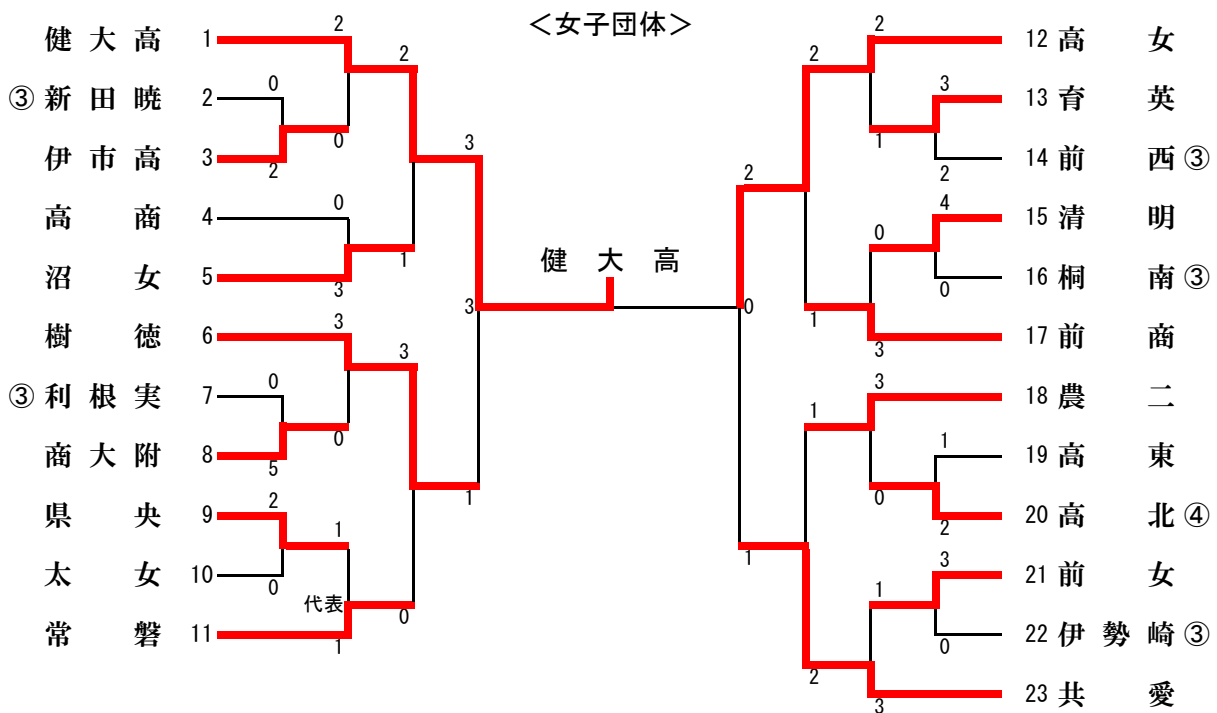 ＜女子団体＞
健大高 1
③ 新田暁 2
伊市高 3
高商 4
沼女 5
樹徳 6
③ 利根実 7
商大附 8
県央 9
太女 10
常磐 11
2
0
2
0
2
0
3
1
3
0
5
0
3
2
0
1
代表
1
3
0
3
1
3
健大高
0
2
1
2
1
1
2
2
1
3
2
0
4
0
3
3
0
1
2
1
3
0
3
12 高女
13 育英
14 前西 ③
15 清明
16 桐南 ③
17 前商
18 農二
19 高東
20 高北 ④
21 前女
22 伊勢崎 ③
23 共愛